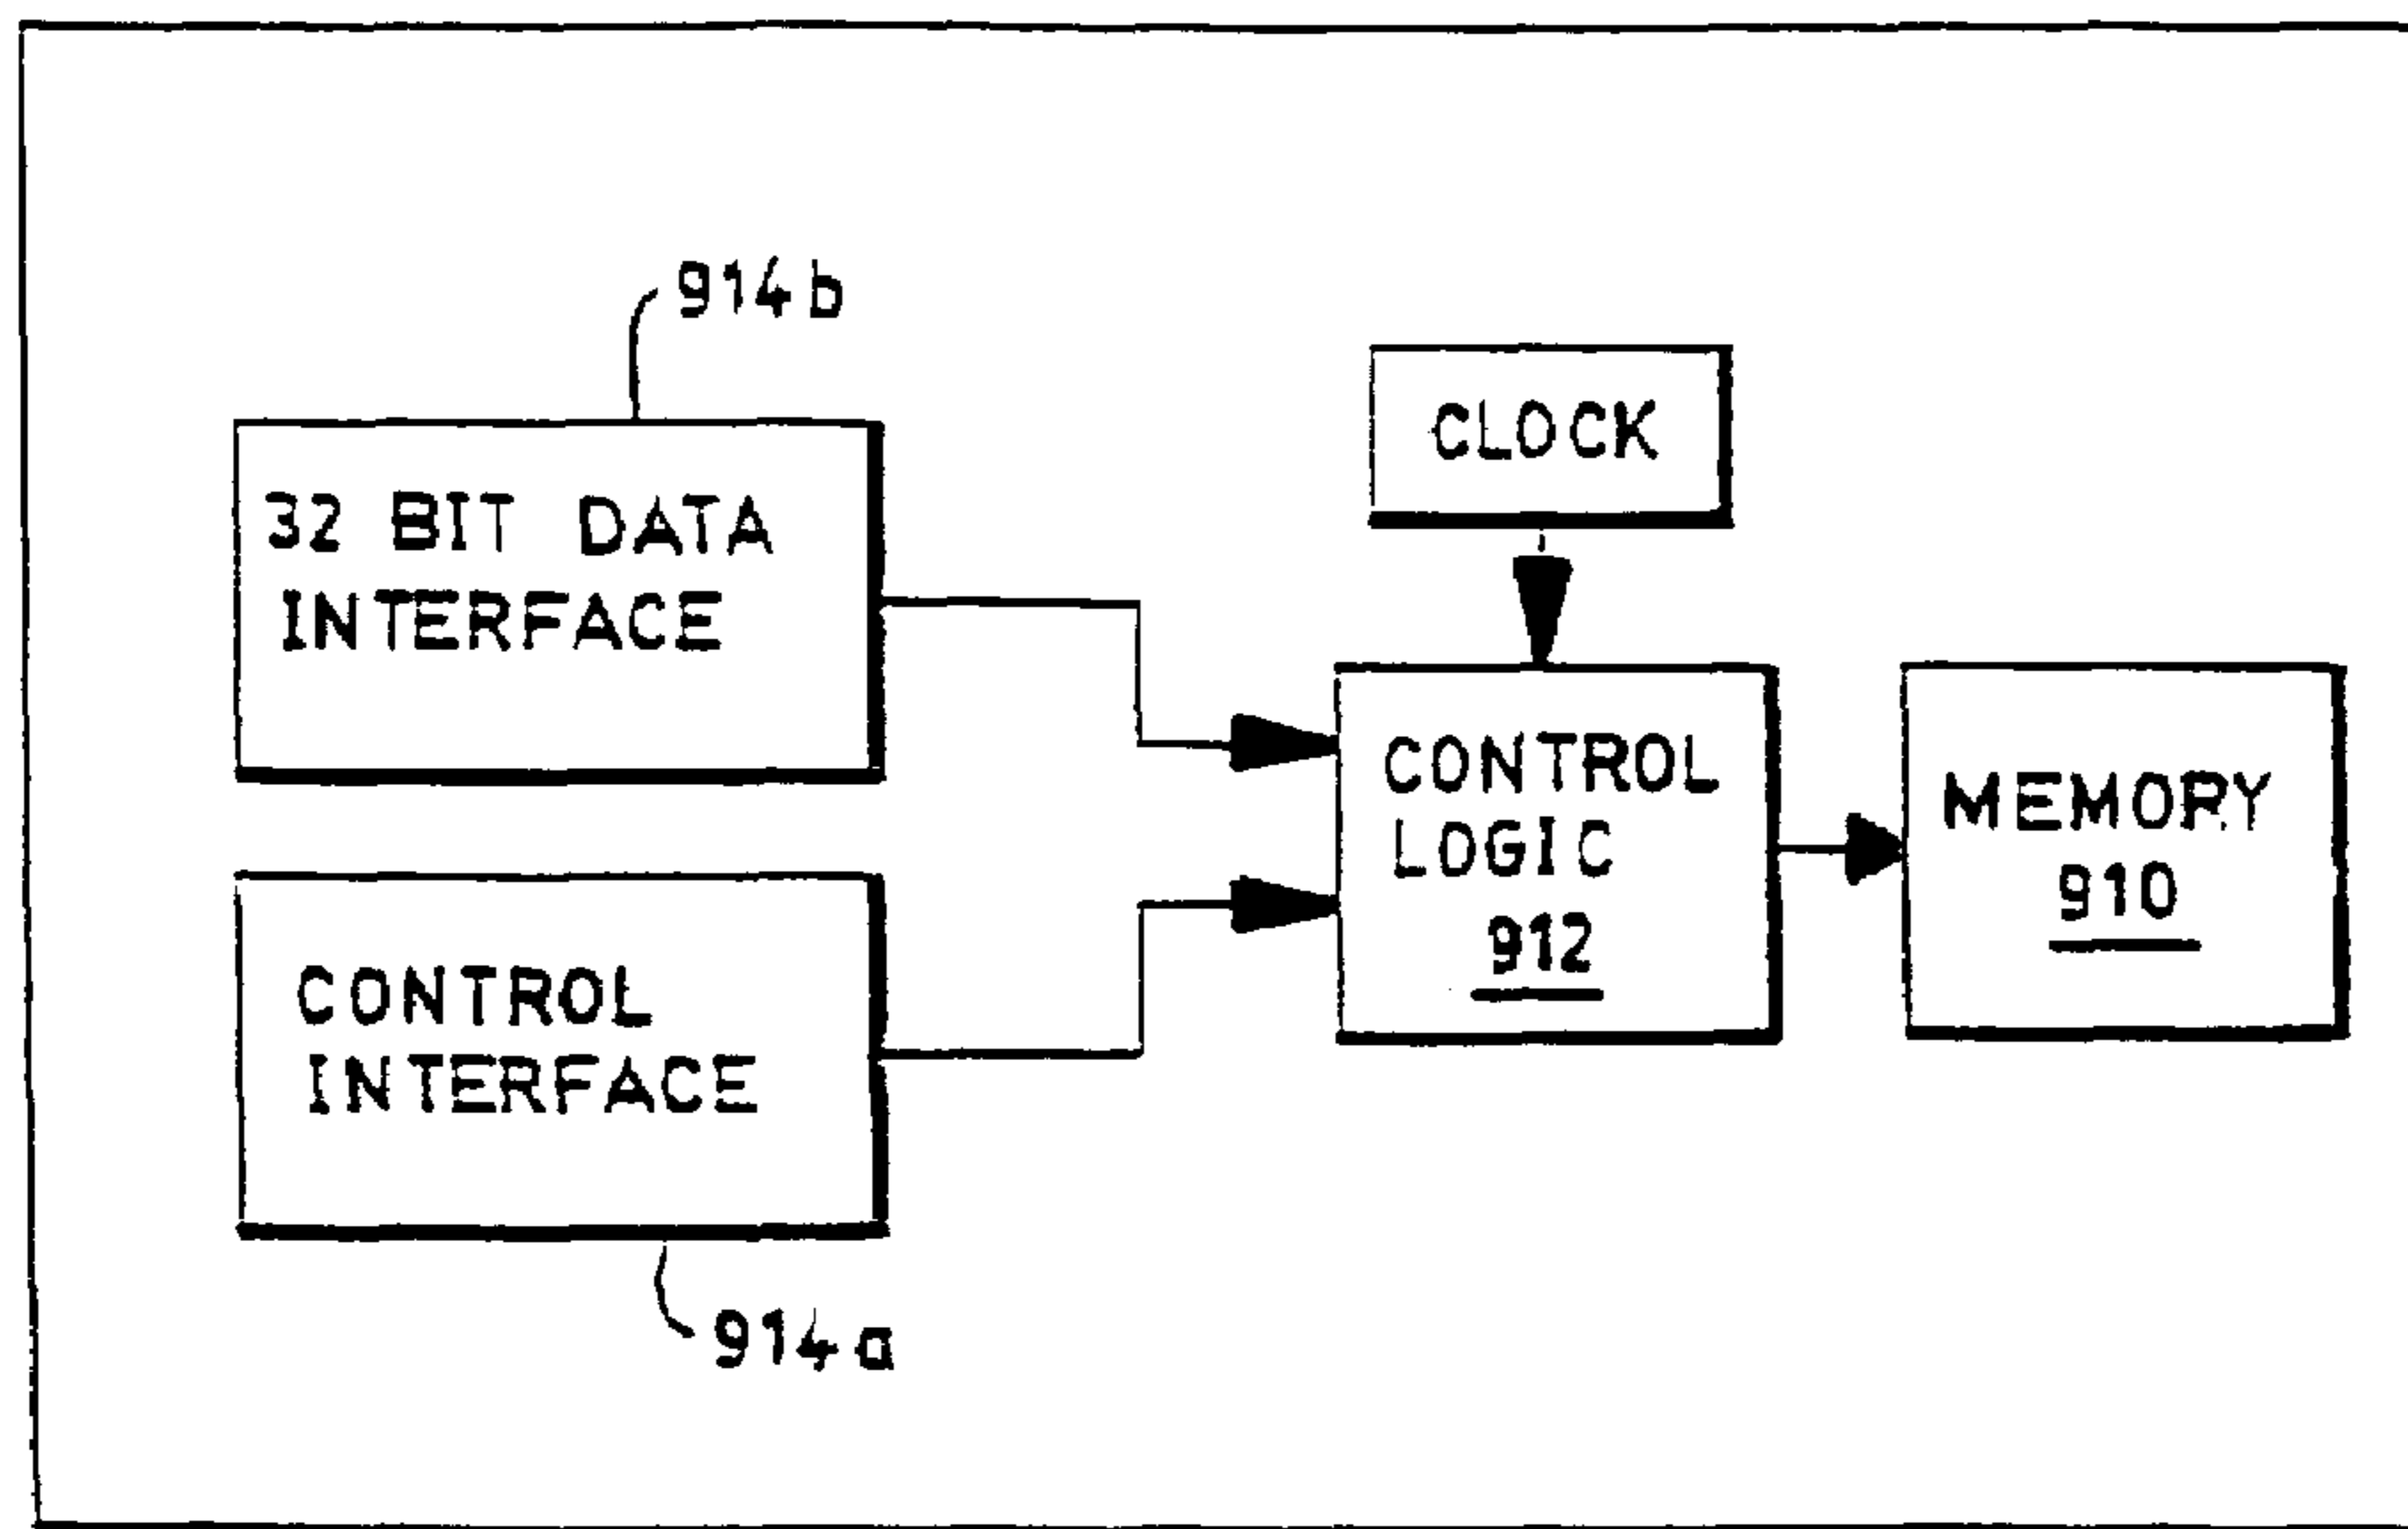 914b
32 BIT DATA
INTERFACE
CLOCK
CONTROL
LOGIC
912
MEMORY
910
CONTROL
INTERFACE
914a